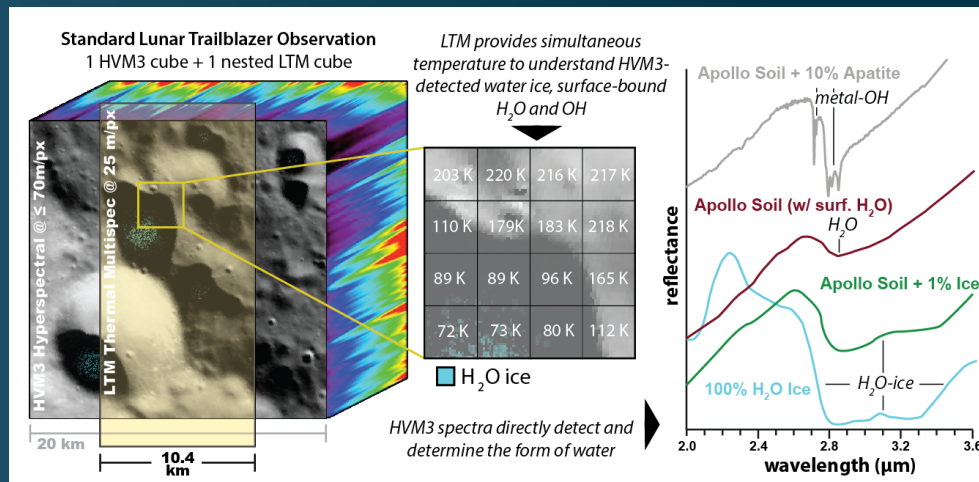 Standard Lunar Trailblazer Observation
1 HVM3 cube + 1 nested LTM cube
HVM3 Hyperspectral @ ≤ 70m/px
LTM Thermal Multispec @ 25 m/px
20 km
10.4
km
LTM provides simultaneous
temperature to understand HVM3-
detected water ice, surface-bound
H₂O and OH
203 K 220 K 216 K 217 K
110 K 179K 183 K 218 K
89 K 89 K 96 K 165 K
72 K 73 K 80 K 112 K
H₂O ice
HVM3 spectra directly detect and
determine the form of water
Apollo Soil + 10% Apatite
metal-OH
Apollo Soil (w/ surf. H₂O)
H₂O
Apollo Soil + 1% Ice
H₂O-ice
100% H₂O Ice
reflectance
2.0 2.4 2.8 3.2 3.6
wavelength (μm)